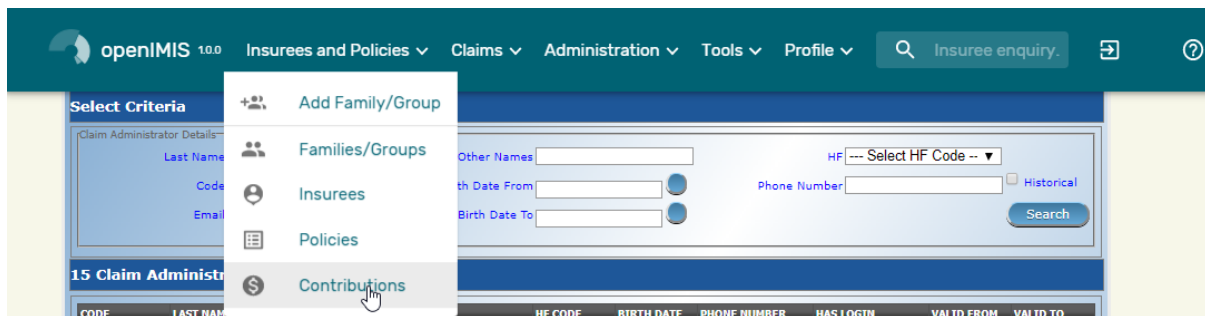 openIMIS 1.0.0 Insurees and Policies Claims Administration Tools Profile Insuree enquiry.
Add Family/Group
Families/Groups
Insurees
Policies
Contributions
Select Criteria
Claim Administrator Details
Last Name Other Names HF --- Select HF Code --
Code th Date From Phone Number Historical
Email Birth Date To Search
15 Claim Administr
CODE LAST NAM HF CODE BIRTH DATE PHONE NUMBER HAS LOGIN VALID FROM VALID TO